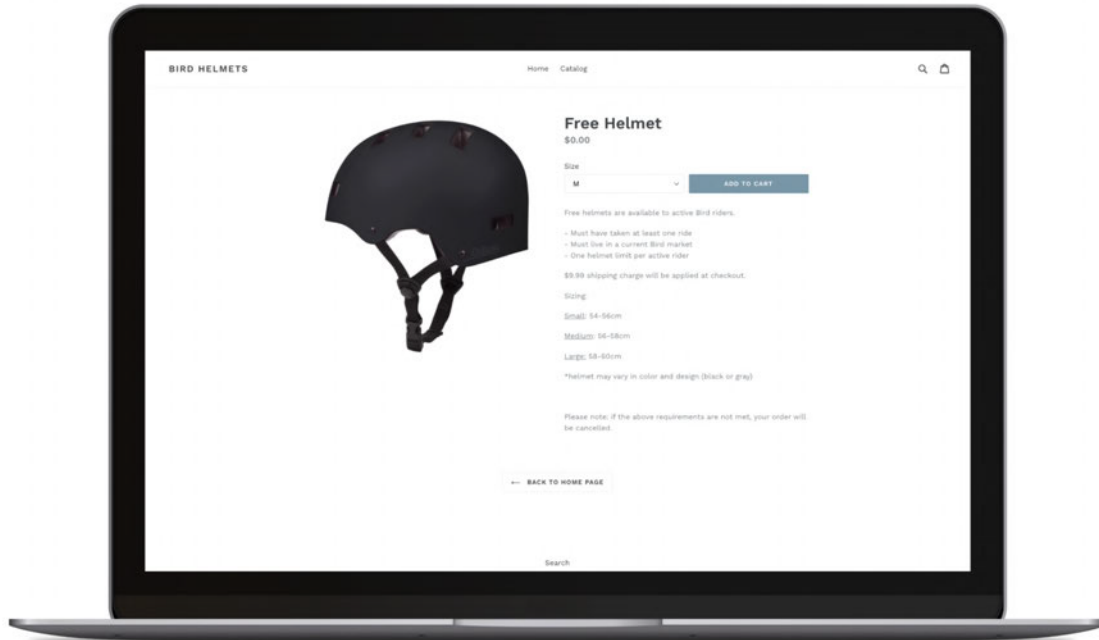 BIRD HELMETS
Home Catalog
Free Helmet
$0.00
Size
M
ADD TO CART
Free helmets are available to active Bird riders.
- Must have taken at least one ride
- Must live in a current Bird market
- One helmet limit per active rider
$9.99 shipping charge will be applied at checkout.
Sizing
Small: 54-56cm
Medium: 56-58cm
Large: 58-60cm
*helmet may vary in color and design (black or gray)
Please note: if the above requirements are not met, your order will
be cancelled.
← BACK TO HOME PAGE
Search